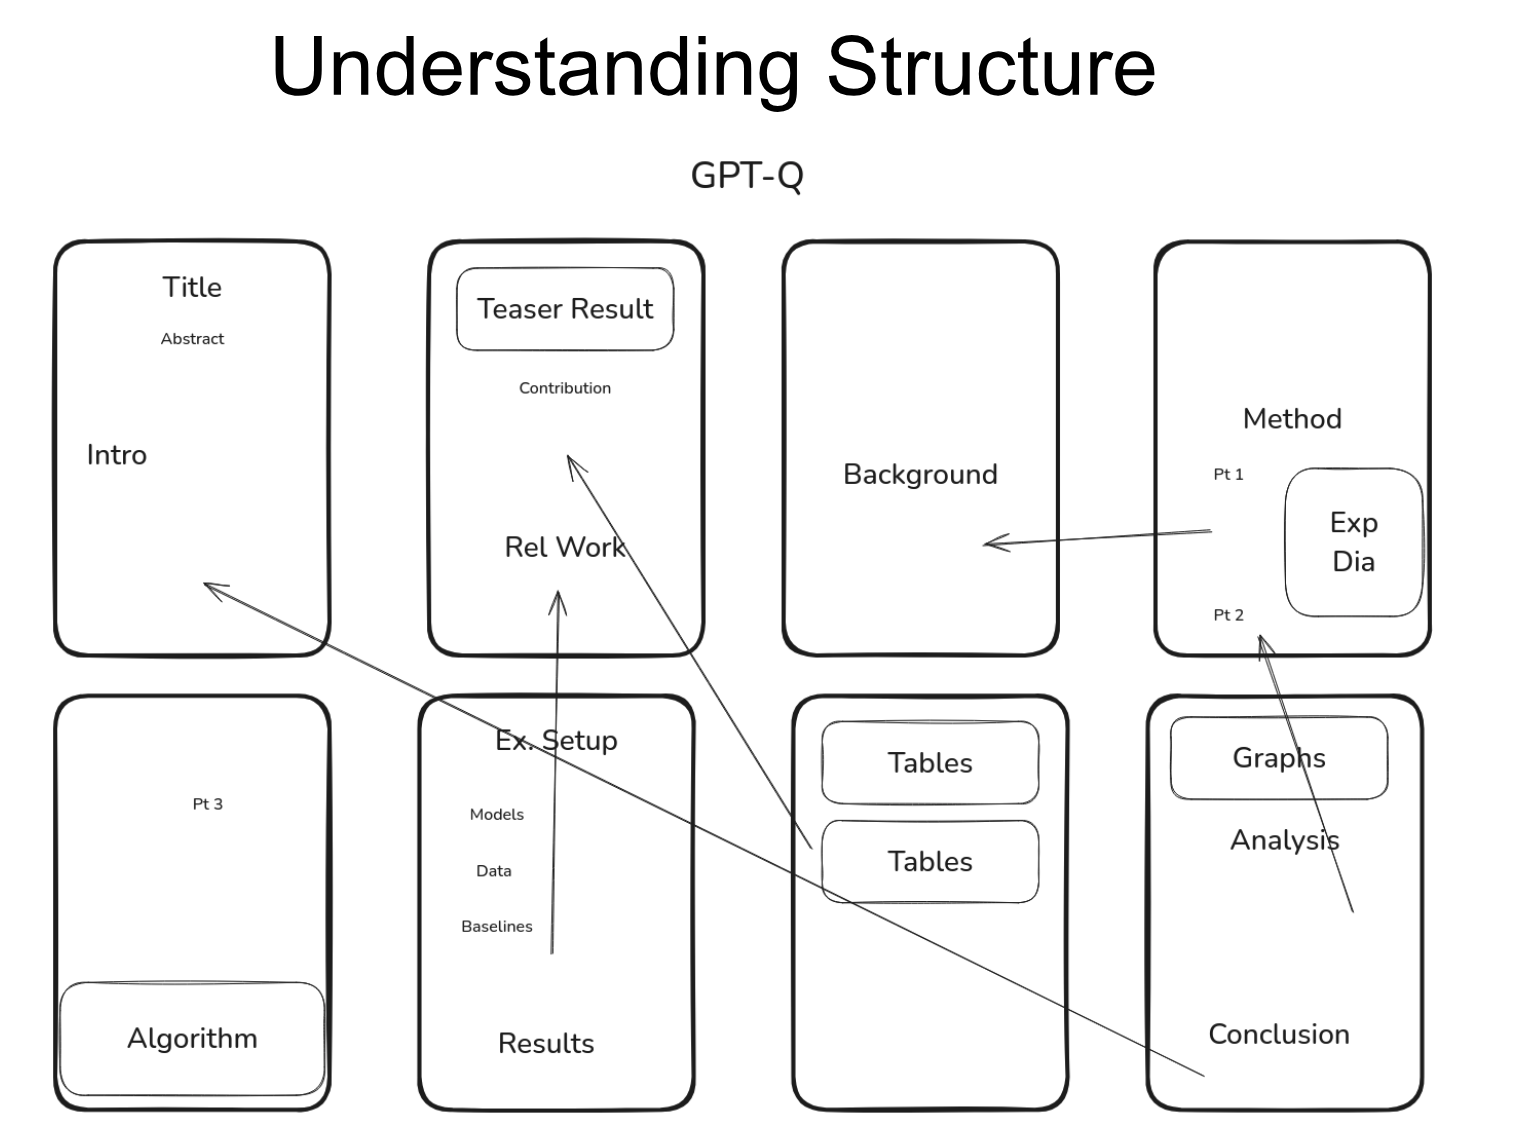 Understanding Structure
GPT-Q
Title
Abstract
Intro
Teaser Result
Contribution
Rel Work
Background
Method
Pt 1
Exp
Dia
Pt 2
Pt 3
Algorithm
Ex. Setup
Models
Data
Baselines
Results
Tables
Tables
Graphs
Analysis
Conclusion